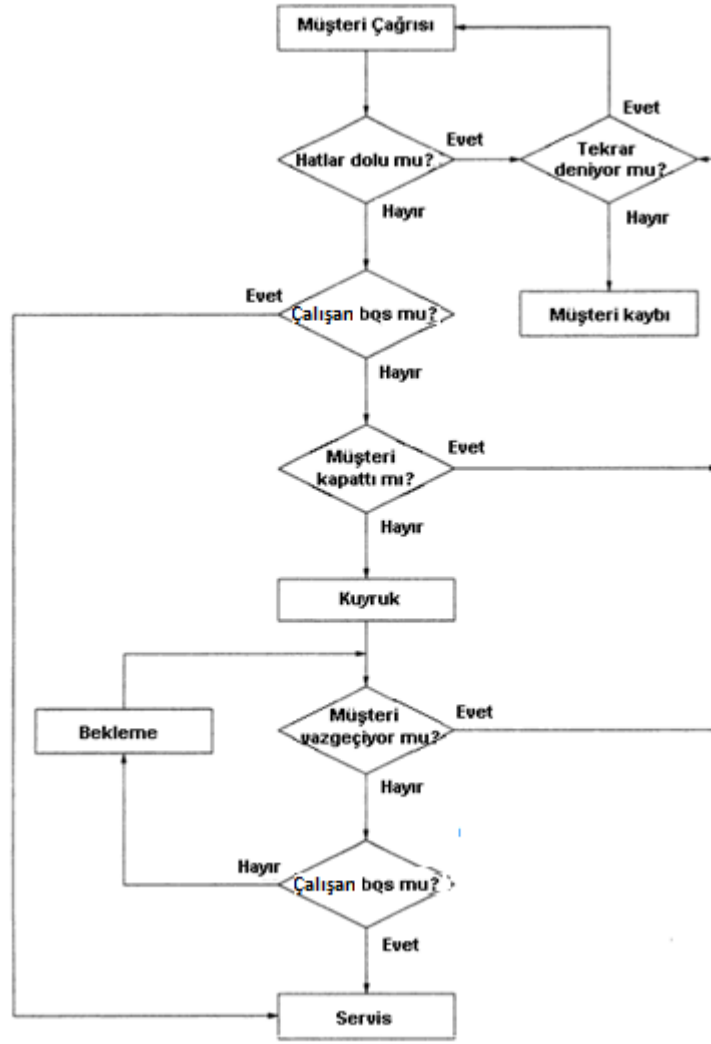 Müşteri Çağrısı
Evet
Evet
Hatlar dolu mu?
Tekrar
deniyor mu?
Hayır
Hayır
Evet
Müşteri kaybı
Çalışan boş mu?
Hayır
Müşteri
kapattı mı?
Evet
Hayır
Kuyruk
Müşteri
vazgeçiyor mu?
Evet
Bekleme
Hayır
Hayır
Çalışan boş mu?
Evet
Servis